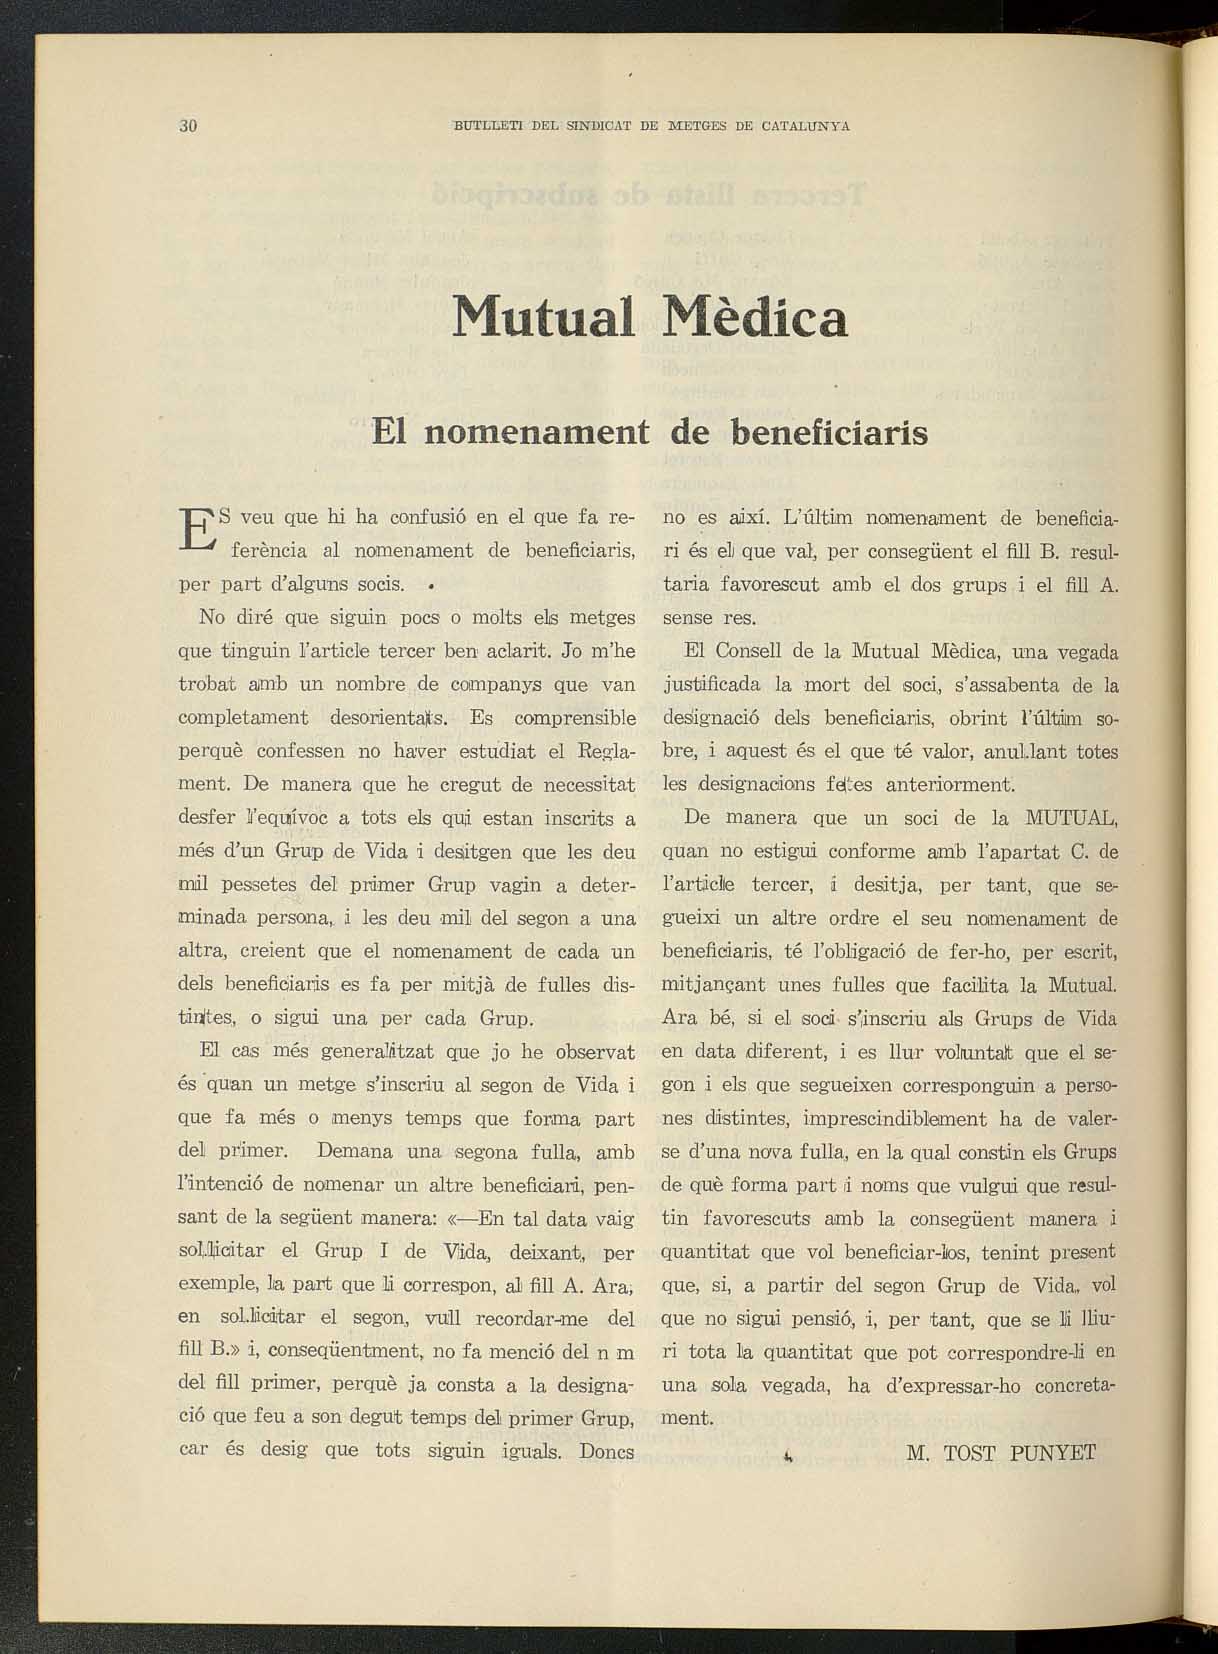 30
BUTLLETI DEL SINDICAT DE METGES DE CATALUNYA
Mutual Mèdica
El nomenament de beneficiaris
ES veu que hi ha confusió en el que fa re-
ferència al nomenament de beneficiaris,
per part d'alguns socis.
No diré que siguin pocs o molts els metges
que tinguin l'article tercer ben aclarit. Jo m'he
trobat amb un nombre de companys que van
completament desorientats. Es comprensible
perquè confessen no haver estudiat el Regla-
ment. De manera que he cregut de necessitat
desfer l'equívoc a tots els qui estan inscrits a
més d'un Grup de Vida i desitgen que les deu
mil pessetes del primer Grup vagin a deter-
minada persona, i les deu mil del segon a una
altra, creient que el nomenament de cada un
dels beneficiaris es fa per mitjà de fulles dis-
tintes, o sigui una per cada Grup.
El cas més generalitzat que jo he observat
és quan un metge s'inscriu al segon de Vida i
que fa més o menys temps que forma part
del primer. Demana una segona fulla, amb
l'intenció de nomenar un altre beneficiari, pen-
sant de la següent manera: «—En tal data vaig
sol.licitar el Grup I de Vida, deixant, per
exemple, la part que li correspon, al fill A. Ara,
en sol.licitar el segon, vull recordar-me del
fill B.» i, conseqüentment, no fa menció del n m
del fill primer, perquè ja consta a la designa-
ció que feu a son degut temps del primer Grup,
car és desig que tots siguin iguals. Doncs
no es així. L'últim nomenament de beneficia-
ri és el que val, per consegüent el fill B. resul-
taria favorescut amb el dos grups i el fill A.
sense res.
El Consell de la Mutual Mèdica, una vegada
justificada la mort del soci, s'assabenta de la
designació dels beneficiaris, obrint l'últim so-
bre, i aquest és el que té valor, anul.lant totes
les designacions fetes anteriorment.
De manera que un soci de la MUTUAL,
quan no estigui conforme amb l'apartat C. de
l'article tercer, i desitja, per tant, que se-
gueixi un altre ordre el seu nomenament de
beneficiaris, té l'obligació de fer-ho, per escrit,
mitjançant unes fulles que facilita la Mutual.
Ara bé, si el soci s'inscriu als Grups de Vida
en data diferent, i es llur voluntat que el se-
gon i els que segueixen corresponguin a perso-
nes distintes, imprescindiblement ha de valer-
se d'una nova fulla, en la qual constin els Grups
de què forma part i noms que vulgui que resul-
tin favorescuts amb la consegüent manera i
quantitat que vol beneficiar-los, tenint present
que, si, a partir del segon Grup de Vida, vol
que no sigui pensió, i, per tant, que se li lliu-
ri tota la quantitat que pot correspondre-li en
una sola vegada, ha d'expressar-ho concreta-
ment.
M. TOST PUNYET